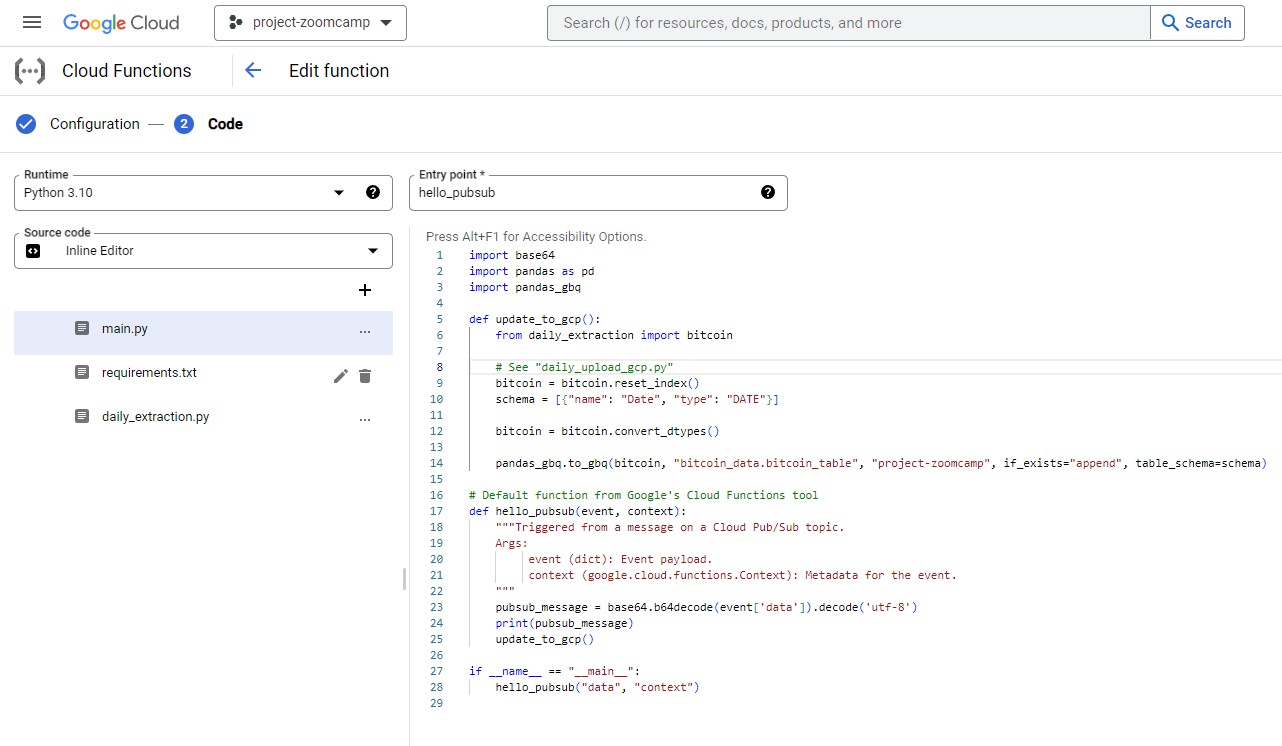 Google Cloud
project-zoomcamp
Search (/) for resources, docs, products, and more
Search
Cloud Functions
Edit function
Configuration
2
Code
Runtime
Python 3.10
Entry point *
hello_pubsub
Source code
Inline Editor
main.py
...
requirements.txt
daily_extraction.py
...
Press Alt+F1 for Accessibility Options.
1 import base64
2 import pandas as pd
3 import pandas_gbq
4
5 def update_to_gcp():
6     from daily_extraction import bitcoin
7
8     # See "daily_upload_gcp.py"
9     bitcoin = bitcoin.reset_index()
10     schema = [{"name": "Date", "type": "DATE"}]
11
12     bitcoin = bitcoin.convert_dtypes()
13
14     pandas_gbq.to_gbq(bitcoin, "bitcoin_data.bitcoin_table", "project-zoomcamp", if_exists="append", table_schema=schema)
15
16 # Default function from Google's Cloud Functions tool
17 def hello_pubsub(event, context):
18     """Triggered from a message on a Cloud Pub/Sub topic.
19     Args:
20          event (dict): Event payload.
21          context (google.cloud.functions.Context): Metadata for the event.
22     """
23     pubsub_message = base64.b64decode(event['data']).decode('utf-8')
24     print(pubsub_message)
25     update_to_gcp()
26
27 if __name__ == "__main__":
28     hello_pubsub("data", "context")
29